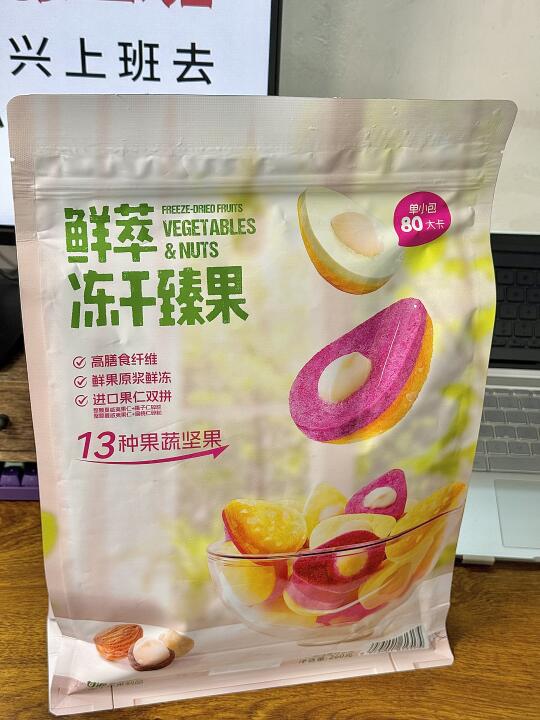 兴上班去
单小包
80大卡
鲜萃
FREEZE-DRIED FRUITS
VEGETABLES
& NUTS
冻干臻果
高膳食纤维
鲜果原浆鲜冻
进口果仁双拼
13种果蔬坚果